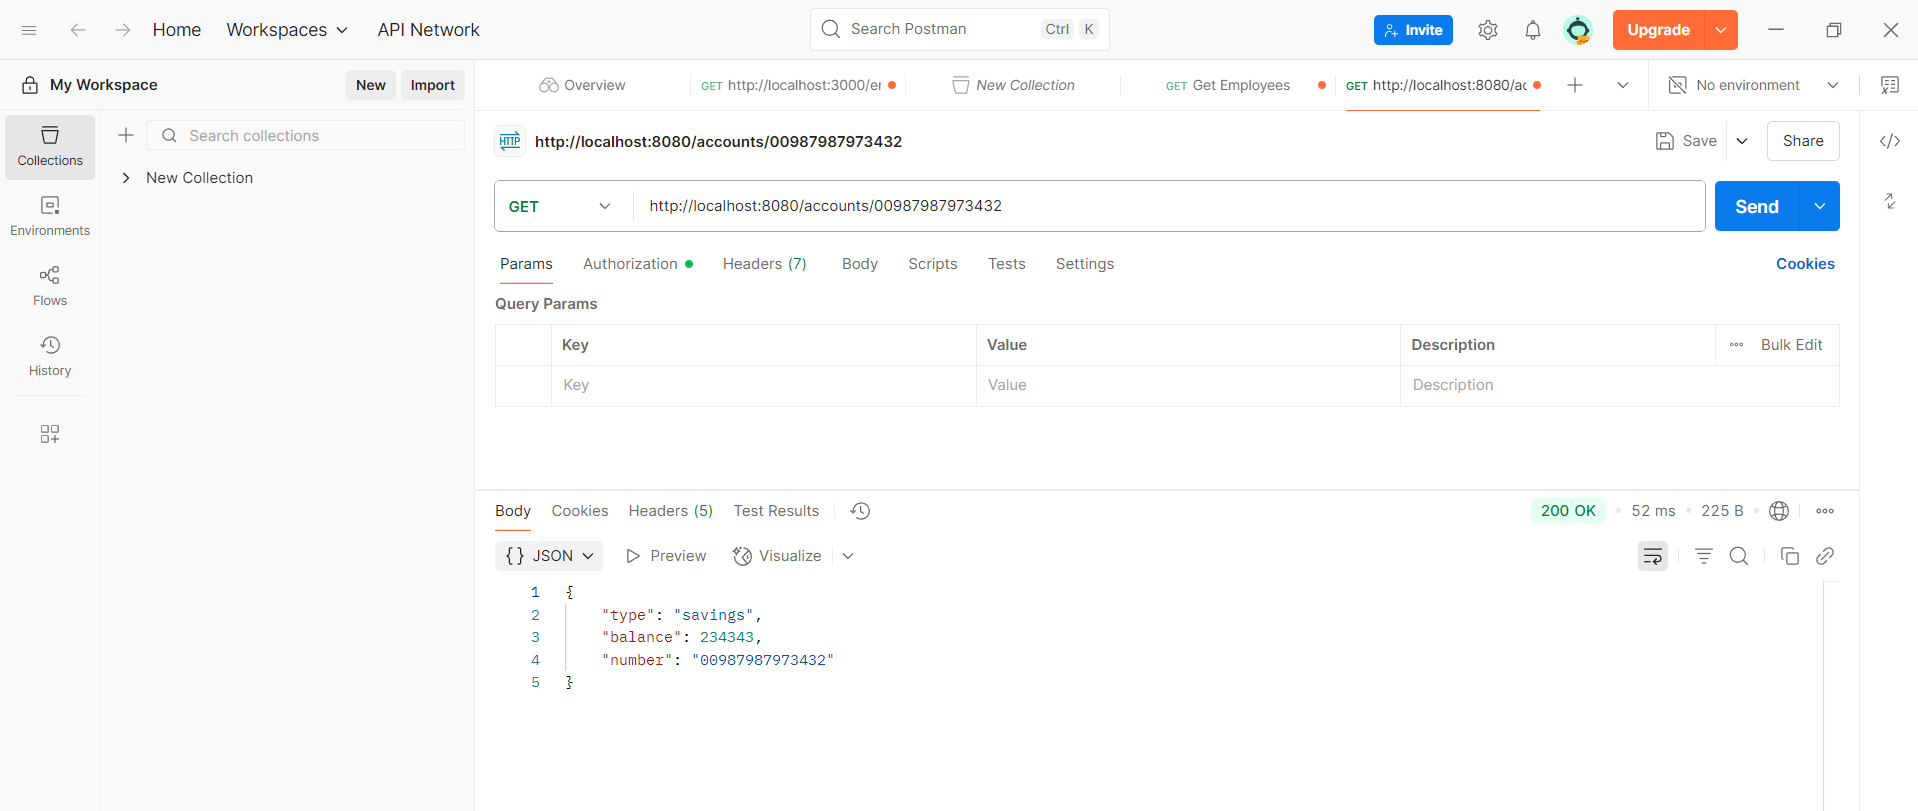 Home Workspaces API Network Search Postman Ctrl K Invite Upgrade
My Workspace New Import Overview GET http://localhost:3000/er New Collection GET Get Employees GET http://localhost:8080/ac No environment
Collections
Environments
Flows
History
Search collections
New Collection
HTTP http://localhost:8080/accounts/00987987973432 Save Share
GET http://localhost:8080/accounts/00987987973432 Send
Params Authorization Headers (7) Body Scripts Tests Settings Cookies
Query Params
Key Value Description Bulk Edit
Key Value Description
Body Cookies Headers (5) Test Results 200 OK 52 ms 225 B
{} JSON Preview Visualize
1 {
2 "type": "savings",
3 "balance": 234343,
4 "number": "00987987973432"
5 }